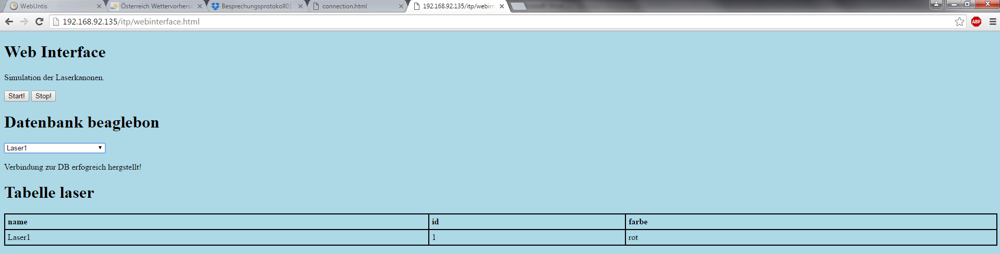 WebUntis
Österreich Wettervorhersa
Besprechungsprotokoll01
connection.html
192.168.92.135/itp/webint
192.168.92.135/itp/webinterface.html
ABP
Web Interface
Simulation der Laserkanonen.
Start! Stop!
Datenbank beaglebon
Laser1
Verbindung zur DB erfogreich hergstellt!
Tabelle laser
name id farbe
Laser1 1 rot